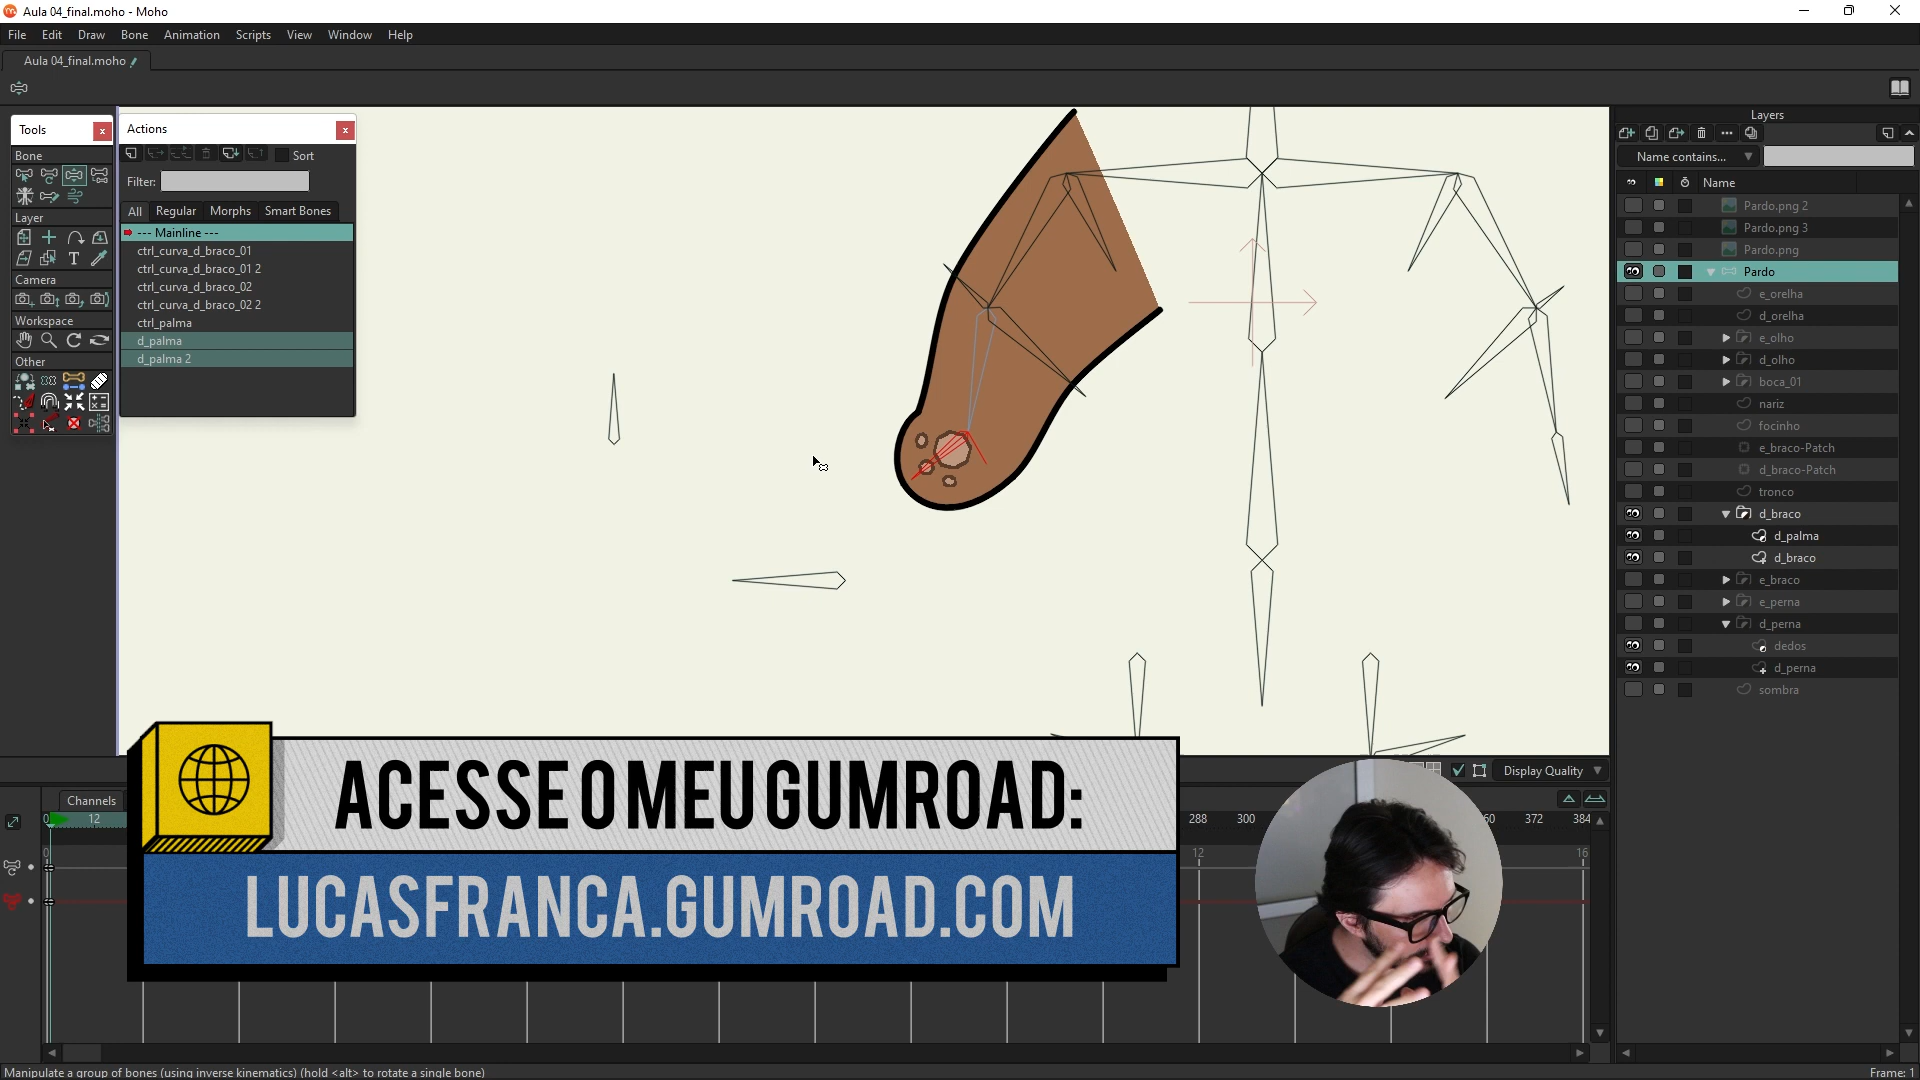 Aula 04_final.moho - Moho
File Edit Draw Bone Animation Scripts View Window Help
Aula 04_final.moho
Tools
Bone
Layer
Camera
Workspace
Other
Actions
Sort
Filter:
All Regular Morphs Smart Bones
--- Mainline ---
ctrl_curva_d_braco_01
ctrl_curva_d_braco_01 2
ctrl_curva_d_braco_02
ctrl_curva_d_braco_02 2
ctrl_palma
d_palma
d_palma 2
Layers
Name contains...
Name
Pardo.png 2
Pardo.png 3
Pardo.png
Pardo
e_orelha
d_orelha
e_olho
d_olho
boca_01
nariz
focinho
e_braco-Patch
d_braco-Patch
tronco
d_braco
d_palma
d_braco
e_braco
e_perna
d_perna
dedos
d_perna
sombra
Display Quality
Channels
0 12 288 300 60 372 384
0 12 16
ACESSE O MEU GUMROAD:
LUCASFRANCA.GUMROAD.COM
Manipulate a group of bones (using inverse kinematics) (hold <alt> to rotate a single bone)
Frame: 1